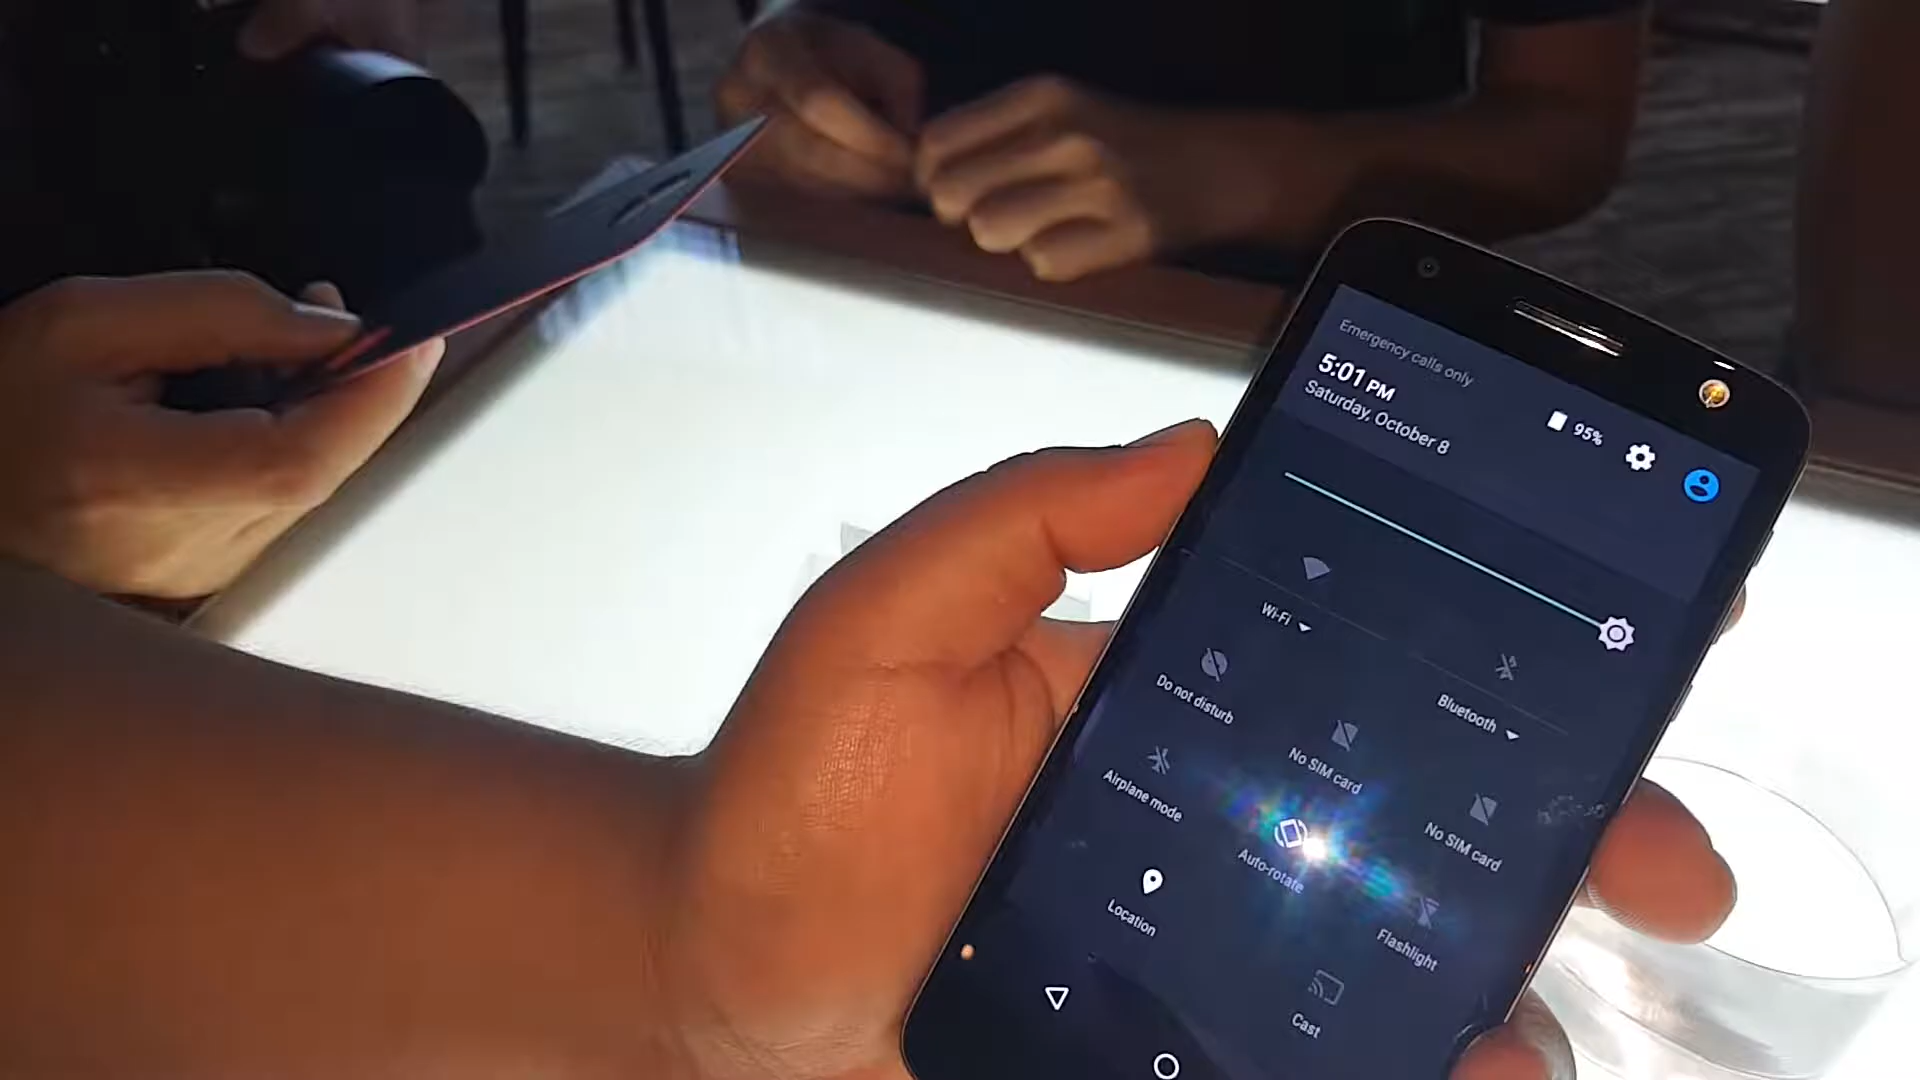 Emergency calls only
5:01 PM
Saturday, October 8
95%
Wi-Fi
Bluetooth
Do not disturb
No SIM card
No SIM card
Airplane mode
Auto-rotate
Flashlight
Location
Cast